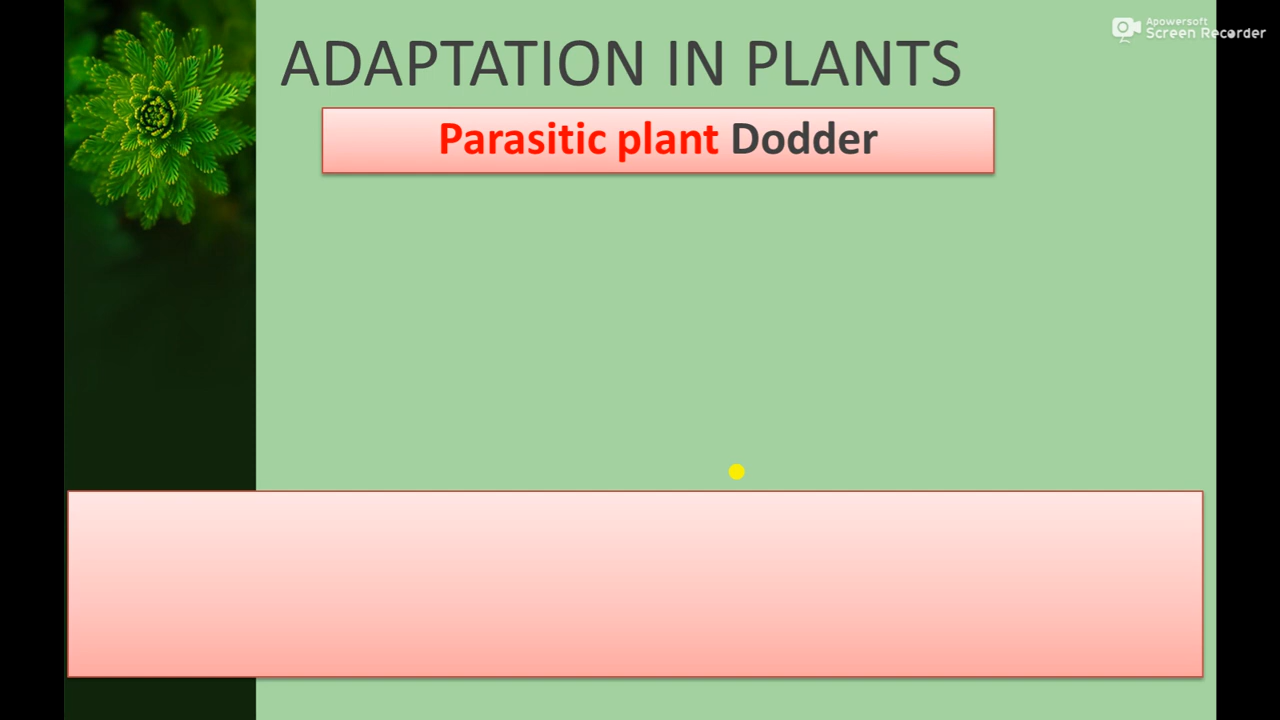 Apowersoft
Screen Recorder
ADAPTATION IN PLANTS
Parasitic plant Dodder